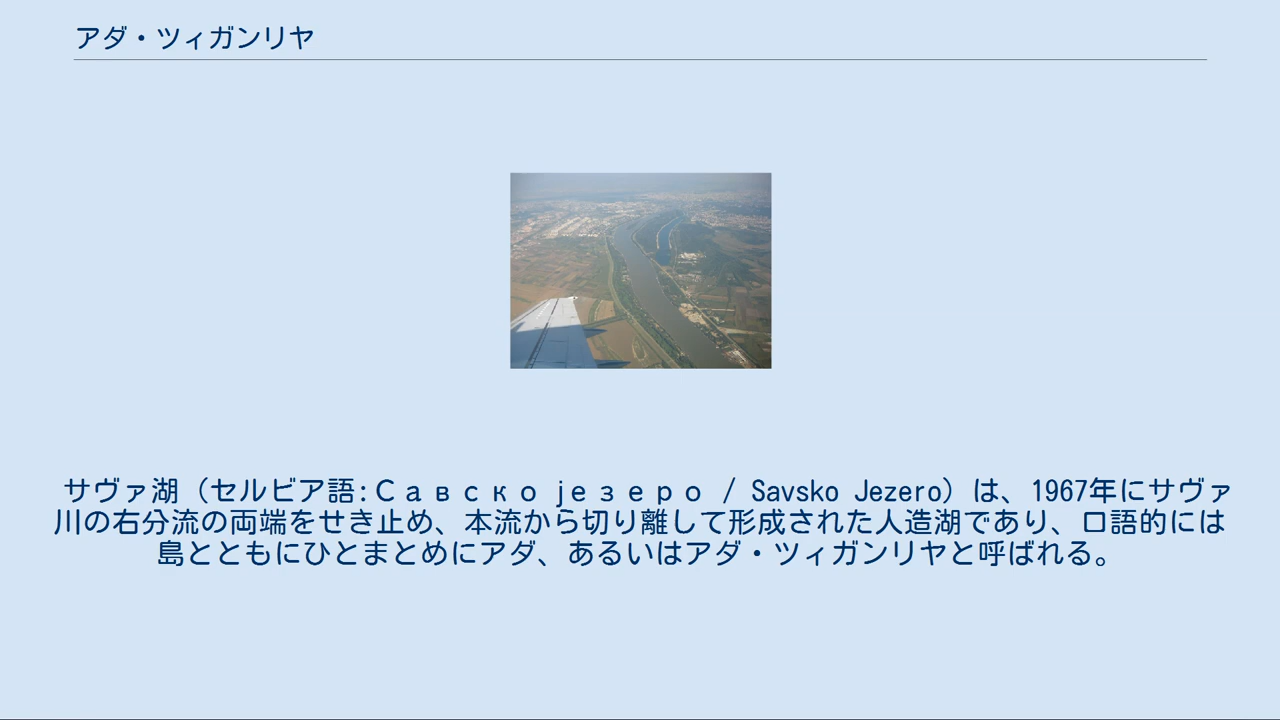 アダ・ツィガンリヤ
サヴァ湖（セルビア語:Савско језеро / Savsko Jezero）は、1967年にサヴァ
川の右分流の両端をせき止め、本流から切り離して形成された人造湖であり、口語的には
島とともにひとまとめにアダ、あるいはアダ・ツィガンリヤと呼ばれる。